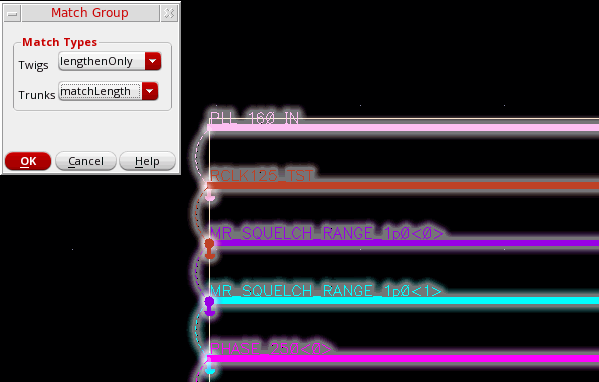 Match Group
Match Types
Twigs lengthenOnly
Trunks matchLength
OK Cancel Help
PLL_160_IN
RCLK125_TST
MR_SQUELCH_RANGE_1p0<0>
MR_SQUELCH_RANGE_1p0<1>